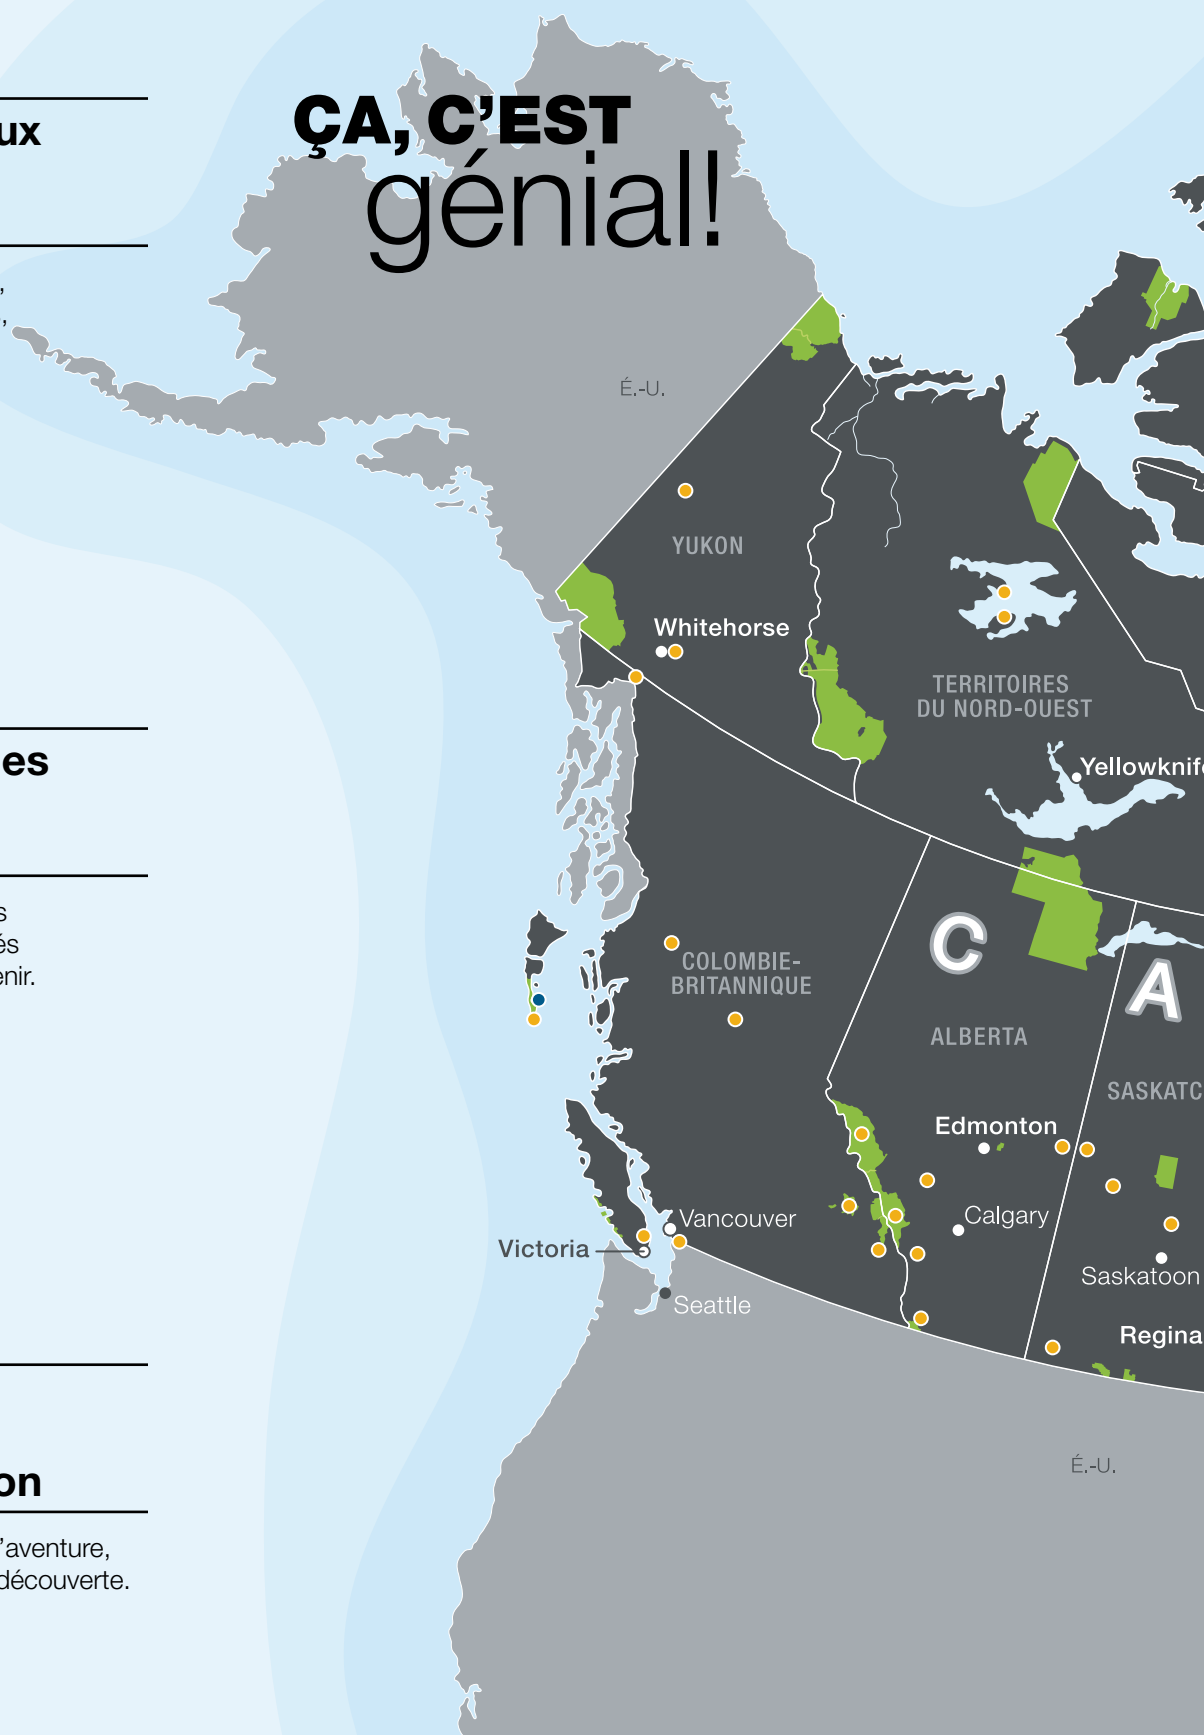 ux
,
,
es
s
és
enir.
on
'aventure,
découverte.
ÇA, C'EST
génial!
É.-U.
YUKON
Whitehorse
TERRITOIRES
DU NORD-OUEST
Yellowknife
COLOMBIE-
BRITANNIQUE
C
A
ALBERTA
SASKATC
Edmonton
Calgary
Vancouver
Victoria
Seattle
Saskatoon
Regina
É.-U.